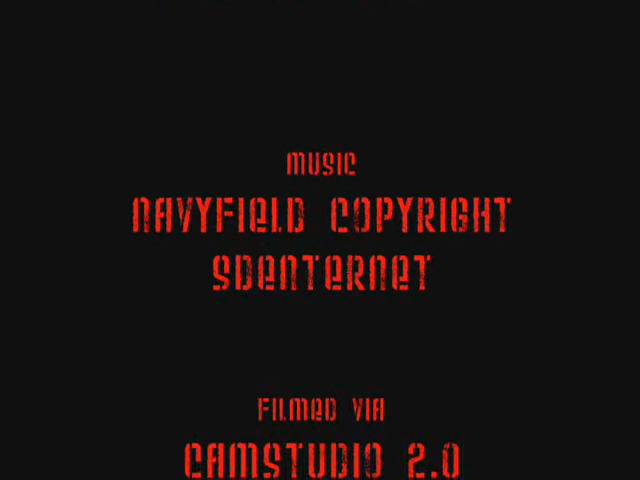 MUSIC
NAVYFIELD COPYRIGHT
SDENTERNET
FILMED VIA
CAMSTUDIO 2.0